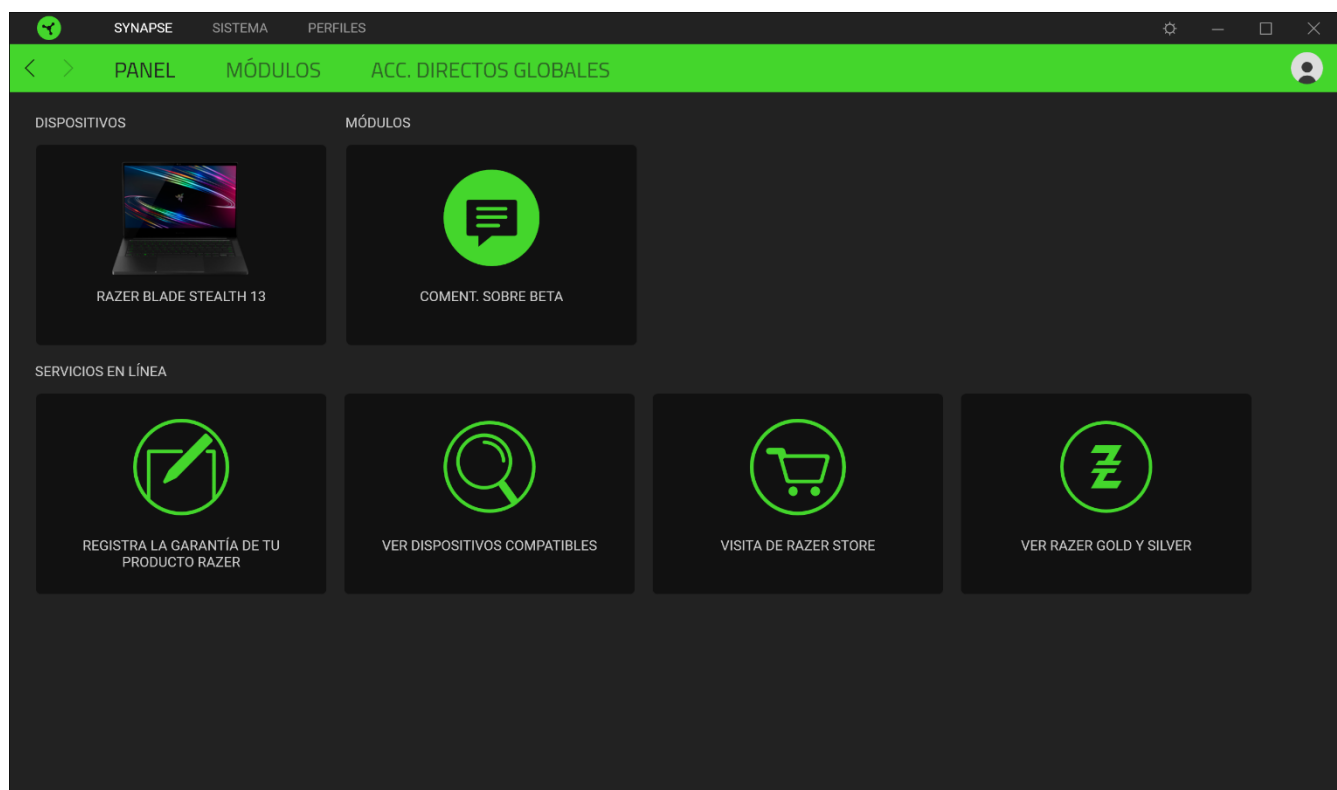 SYNAPSE SISTEMA PERFILES
PANEL MÓDULOS ACC. DIRECTOS GLOBALES
DISPOSITIVOS
MÓDULOS
RAZER BLADE STEALTH 13
COMENT. SOBRE BETA
SERVICIOS EN LÍNEA
REGISTRA LA GARANTÍA DE TU
PRODUCTO RAZER
VER DISPOSITIVOS COMPATIBLES
VISITA DE RAZER STORE
VER RAZER GOLD Y SILVER